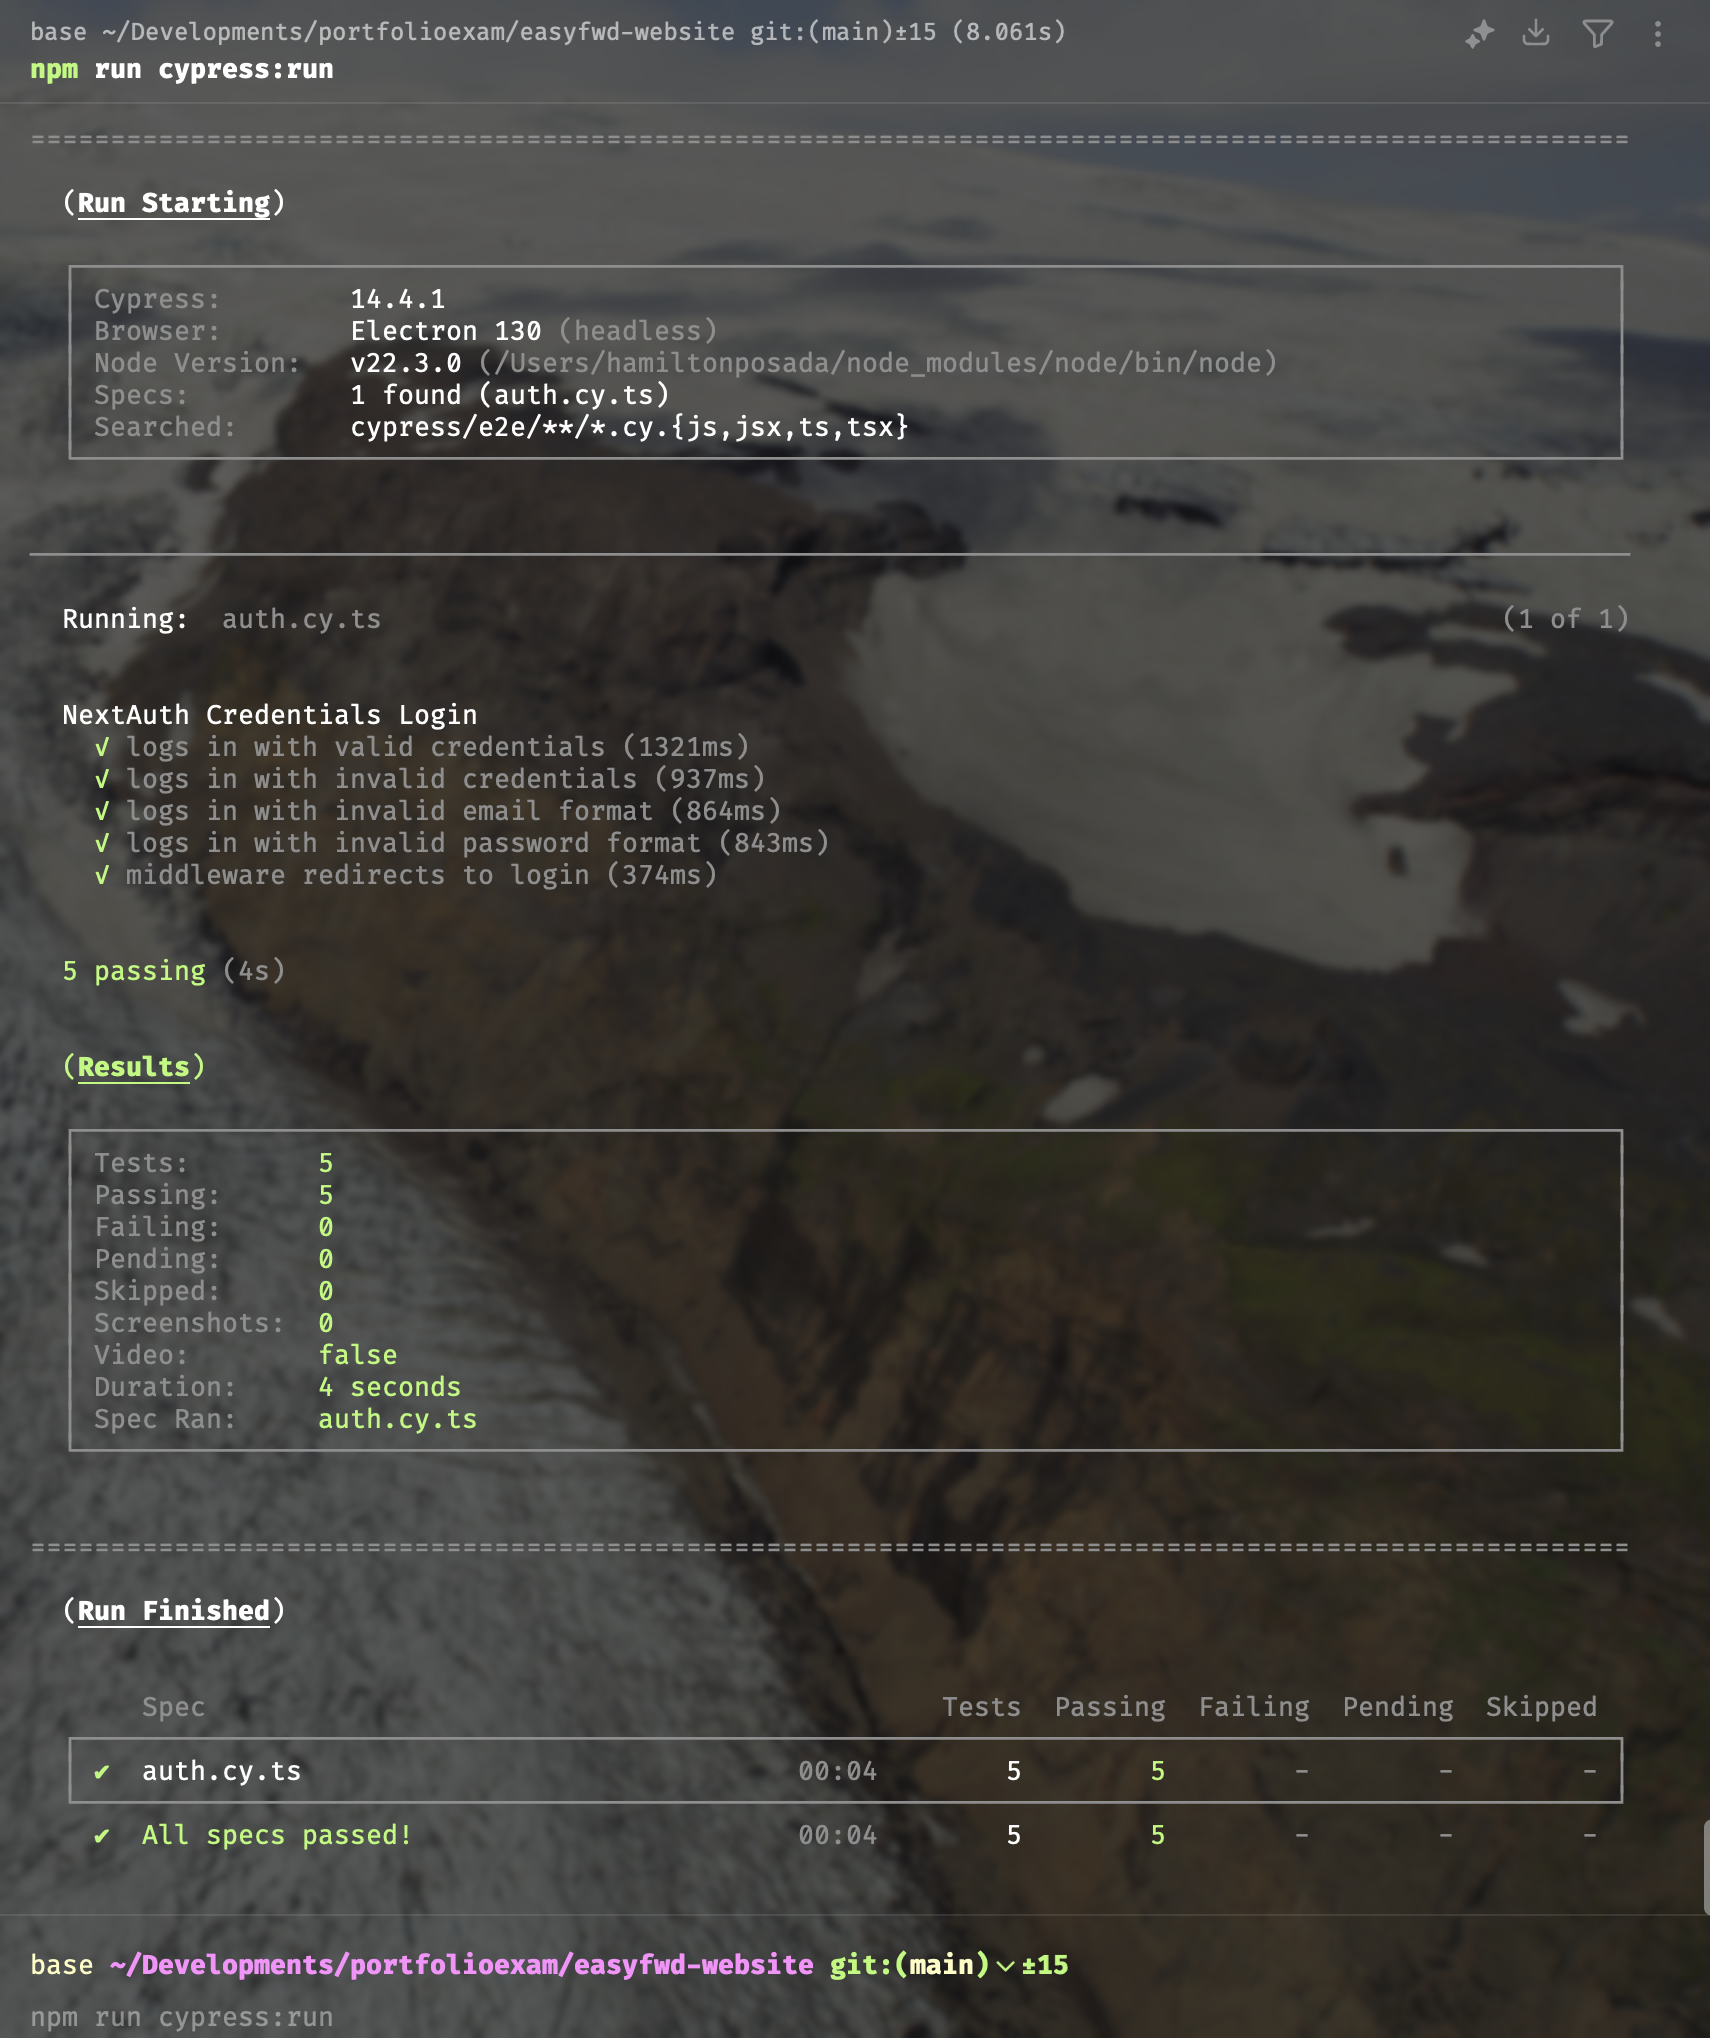 base ~/Developments/portfolioexam/easyfwd-website git:(main)±15 (8.061s)
npm run cypress:run
====================================================================================================
(Run Starting)
Cypress: 14.4.1
Browser: Electron 130 (headless)
Node Version: v22.3.0 (/Users/hamiltonposada/node_modules/node/bin/node)
Specs: 1 found (auth.cy.ts)
Searched: cypress/e2e/**/*.cy.{js,jsx,ts,tsx}
Running: auth.cy.ts (1 of 1)
NextAuth Credentials Login
√ logs in with valid credentials (1321ms)
√ logs in with invalid credentials (937ms)
√ logs in with invalid email format (864ms)
√ logs in with invalid password format (843ms)
√ middleware redirects to login (374ms)
5 passing (4s)
(Results)
Tests: 5
Passing: 5
Failing: 0
Pending: 0
Skipped: 0
Screenshots: 0
Video: false
Duration: 4 seconds
Spec Ran: auth.cy.ts
====================================================================================================
(Run Finished)
Spec Tests Passing Failing Pending Skipped
✔ auth.cy.ts 00:04 5 5 - - -
✔ All specs passed! 00:04 5 5 - - -
base ~/Developments/portfolioexam/easyfwd-website git:(main) ±15
npm run cypress:run